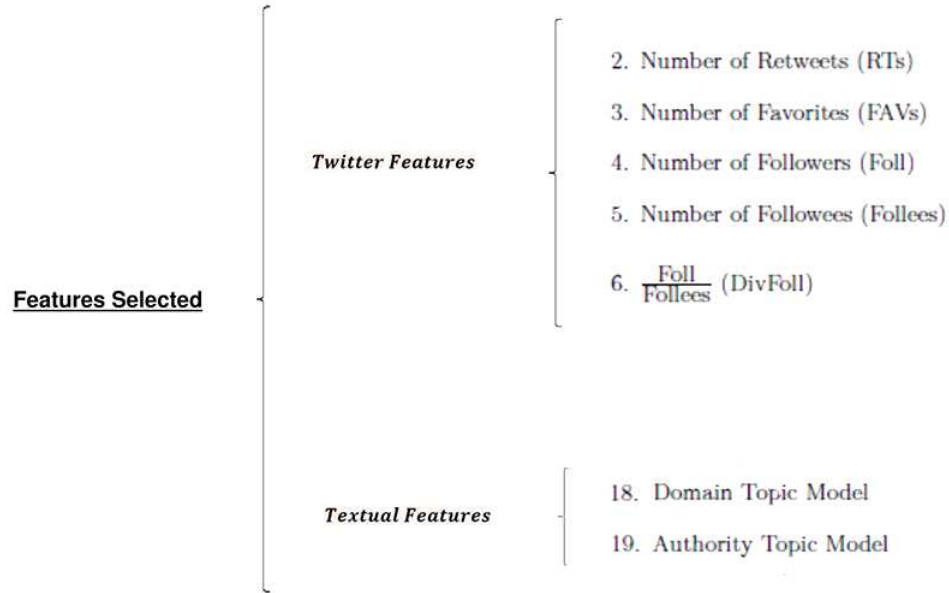 Features Selected
Twitter Features
2. Number of Retweets (RTs)
3. Number of Favorites (FAVs)
4. Number of Followers (Foll)
5. Number of Followees (Follees)
6. Foll/Follees (DivFoll)
Textual Features
18. Domain Topic Model
19. Authority Topic Model